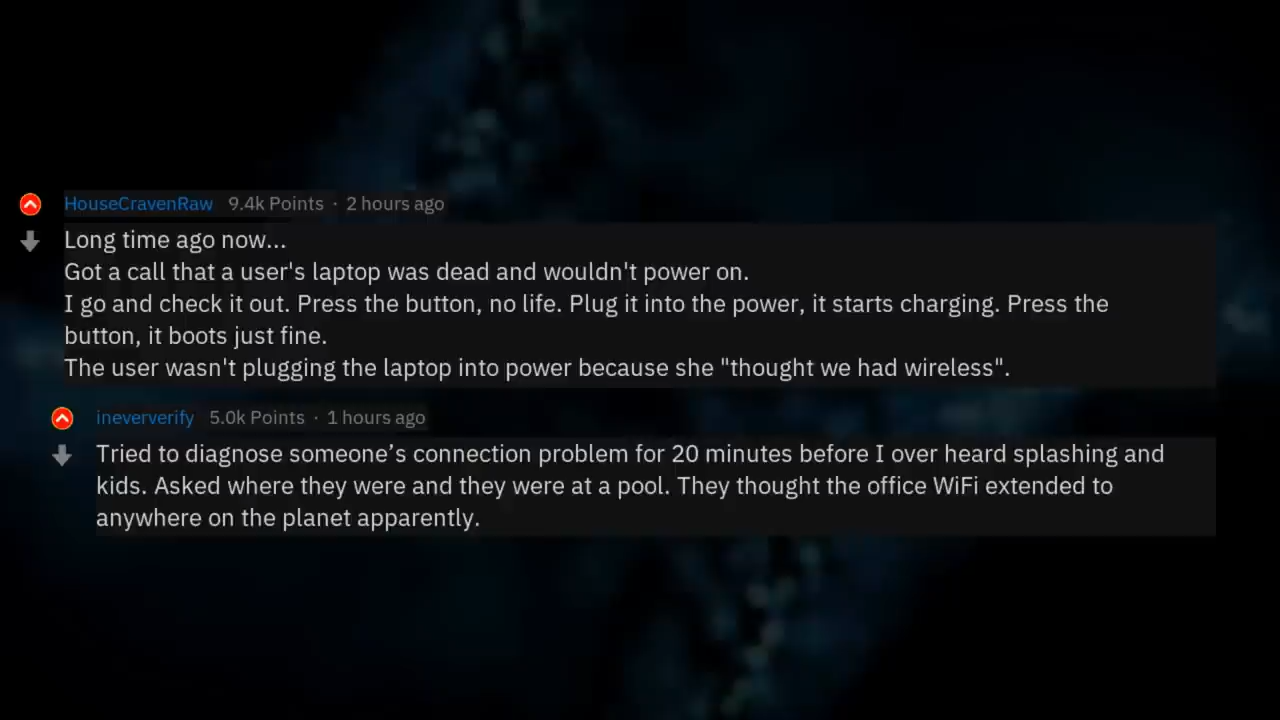 HouseCravenRaw 9.4k Points · 2 hours ago
Long time ago now...
Got a call that a user's laptop was dead and wouldn't power on.
I go and check it out. Press the button, no life. Plug it into the power, it starts charging. Press the
button, it boots just fine.
The user wasn't plugging the laptop into power because she "thought we had wireless".
ineververify 5.0k Points · 1 hours ago
Tried to diagnose someone’s connection problem for 20 minutes before I over heard splashing and
kids. Asked where they were and they were at a pool. They thought the office WiFi extended to
anywhere on the planet apparently.